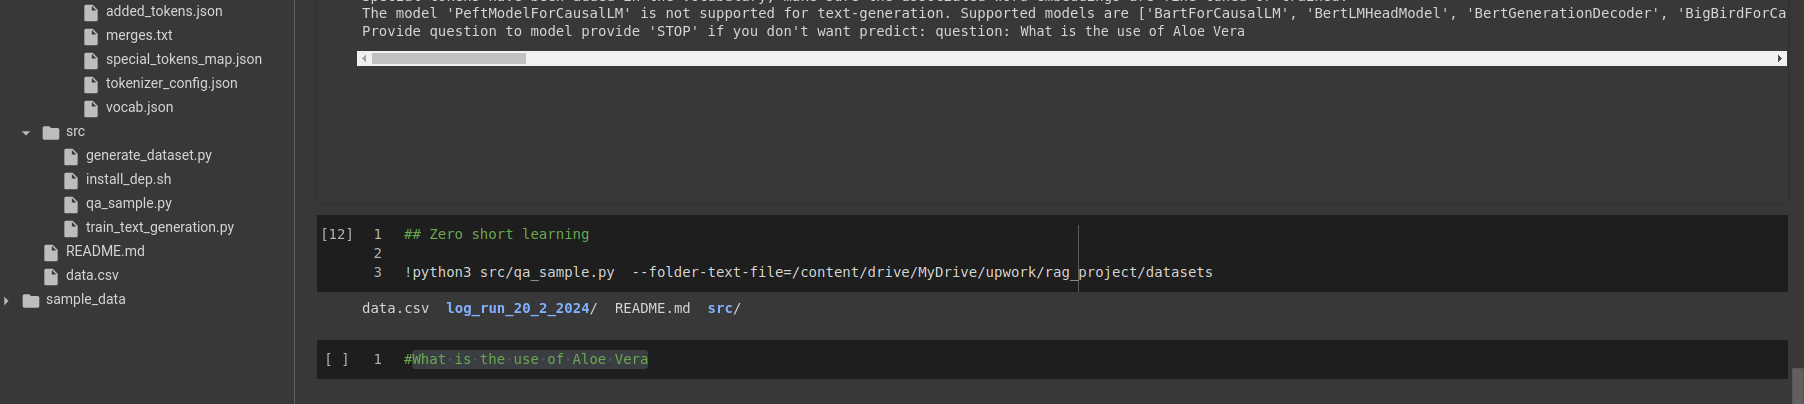 added_tokens.json
merges.txt
special_tokens_map.json
tokenizer_config.json
vocab.json
src
generate_dataset.py
install_dep.sh
qa_sample.py
train_text_generation.py
README.md
data.csv
sample_data
The model 'PeftModelForCausalLM' is not supported for text-generation. Supported models are ['BartForCausalLM', 'BertLMHeadModel', 'BertGenerationDecoder', 'BigBirdForCa
Provide question to model provide 'STOP' if you don't want predict: question: What is the use of Aloe Vera
[12] 1 ## Zero short learning
2
3 !python3 src/qa_sample.py  --folder-text-file=/content/drive/MyDrive/upwork/rag_project/datasets
data.csv  log_run_20_2_2024/  README.md  src/
[ ] 1 #What is the use of Aloe Vera